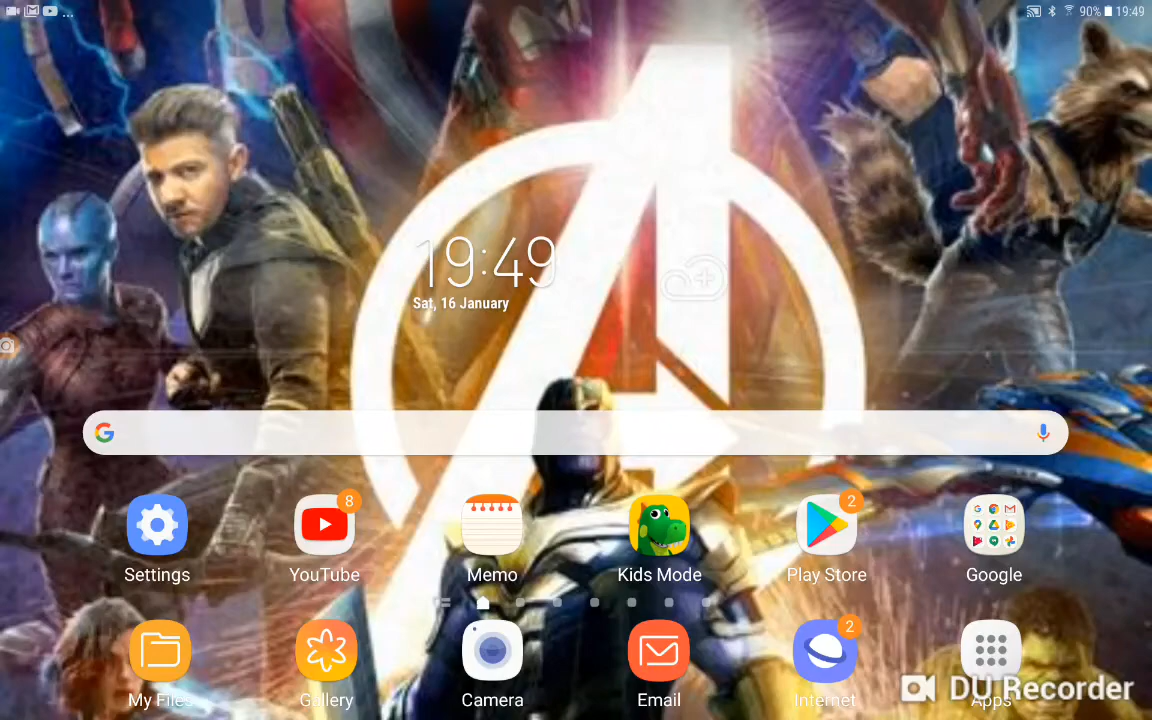 ... 90% 19:49
19:49
Sat, 16 January
8
2
Settings YouTube Memo Kids Mode Play Store Google
2
My Files Gallery Camera Email Internet Apps
DU Recorder